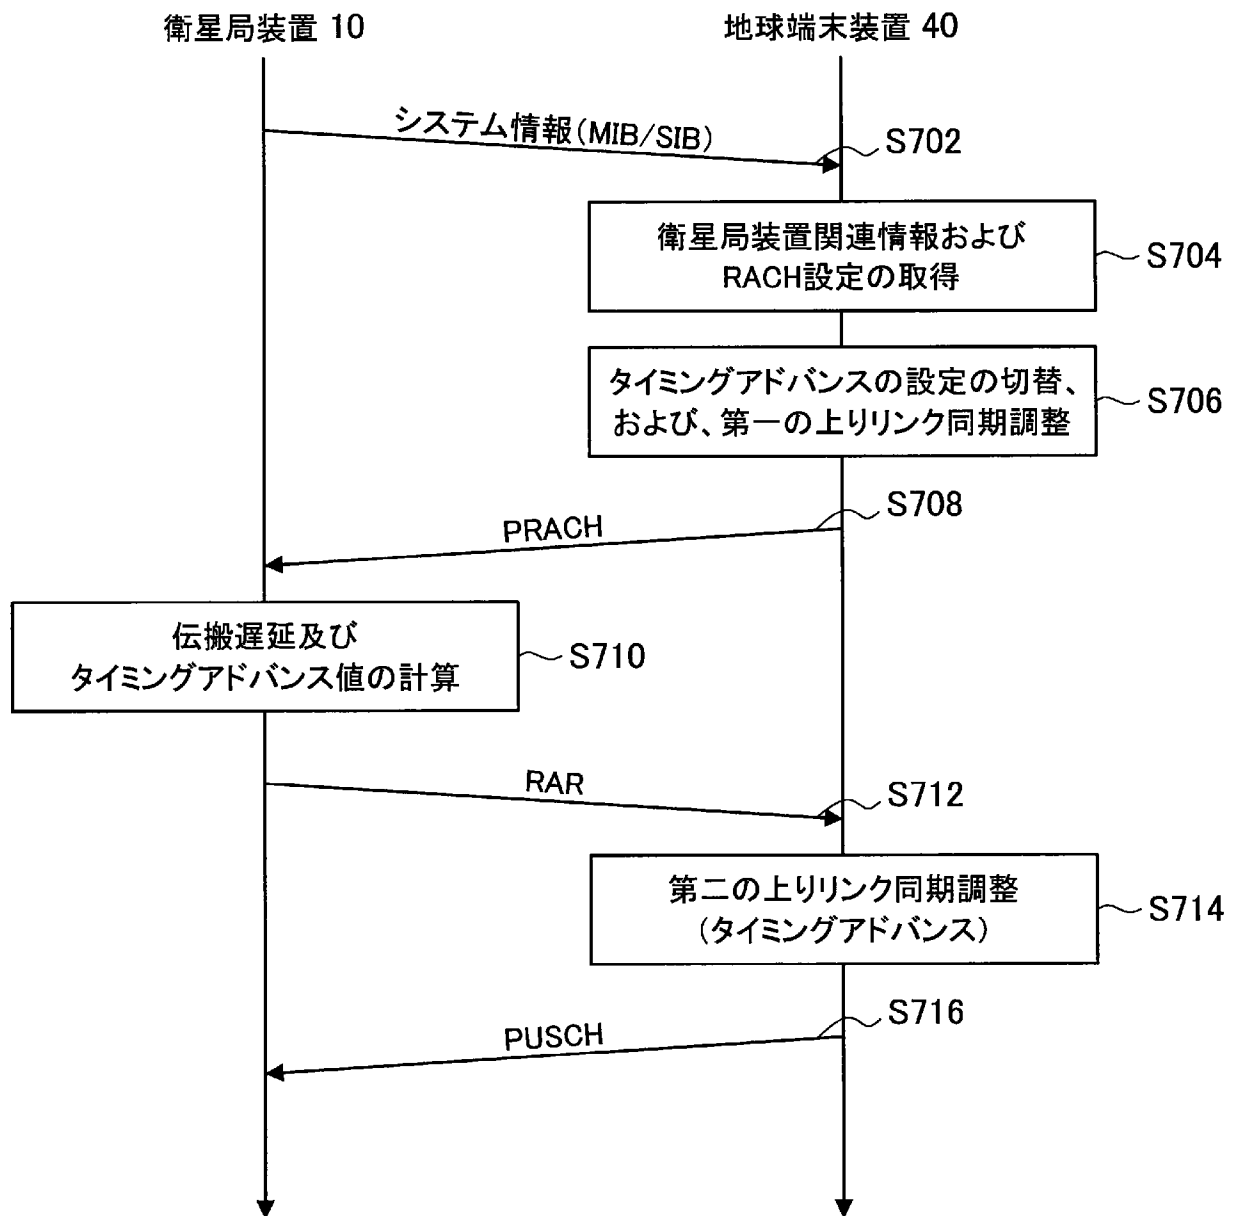 衛星局装置 10
地球端末装置 40
システム情報(MIB/SIB)
S702
衛星局装置関連情報および
RACH設定の取得
S704
タイミングアドバンスの設定の切替、
および、第一の上りリンク同期調整
S706
S708
PRACH
伝搬遅延及び
タイミングアドバンス値の計算
S710
RAR
S712
第二の上りリンク同期調整
(タイミングアドバンス)
S714
S716
PUSCH